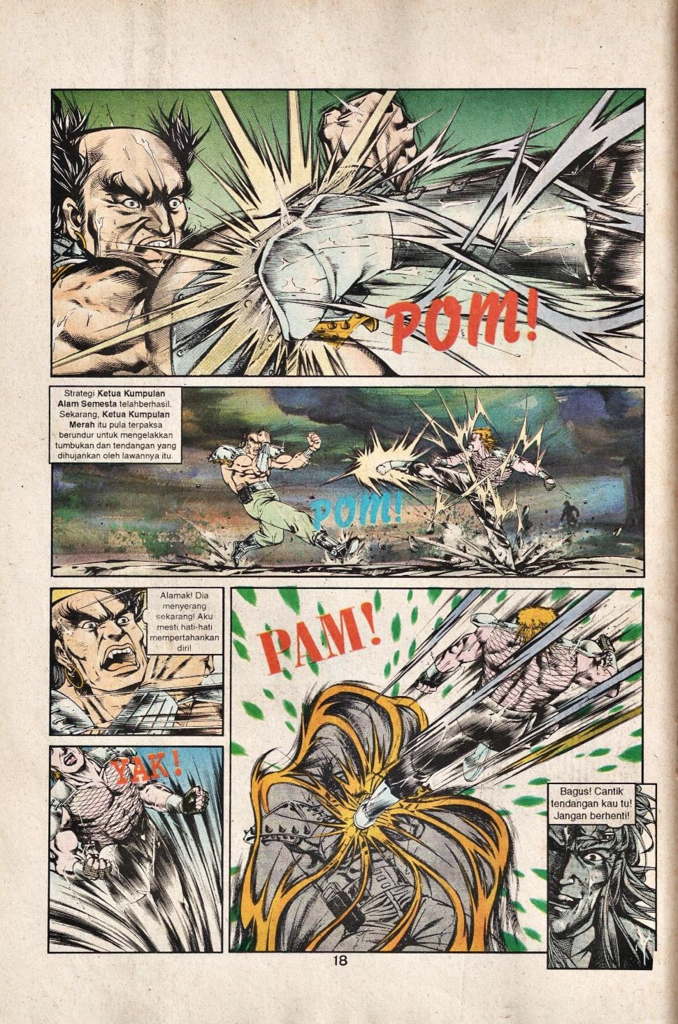 POM!
Strategi Ketua Kumpulan
Alam Semesta telahberhasil.
Sekarang, Ketua Kumpulan
Merah itu pula terpaksa
berundur untuk mengelakkan
tumbukan dan tendangan yang
dihujankan oleh lawannya itu.
POM!
Alamak! Dia
menyerang
sekarang! Aku
mesti hati-hati
mempertahankan
diri!
PAM!
YAK!
Bagus! Cantik
tendangan kau tu!
Jangan berhenti!
18